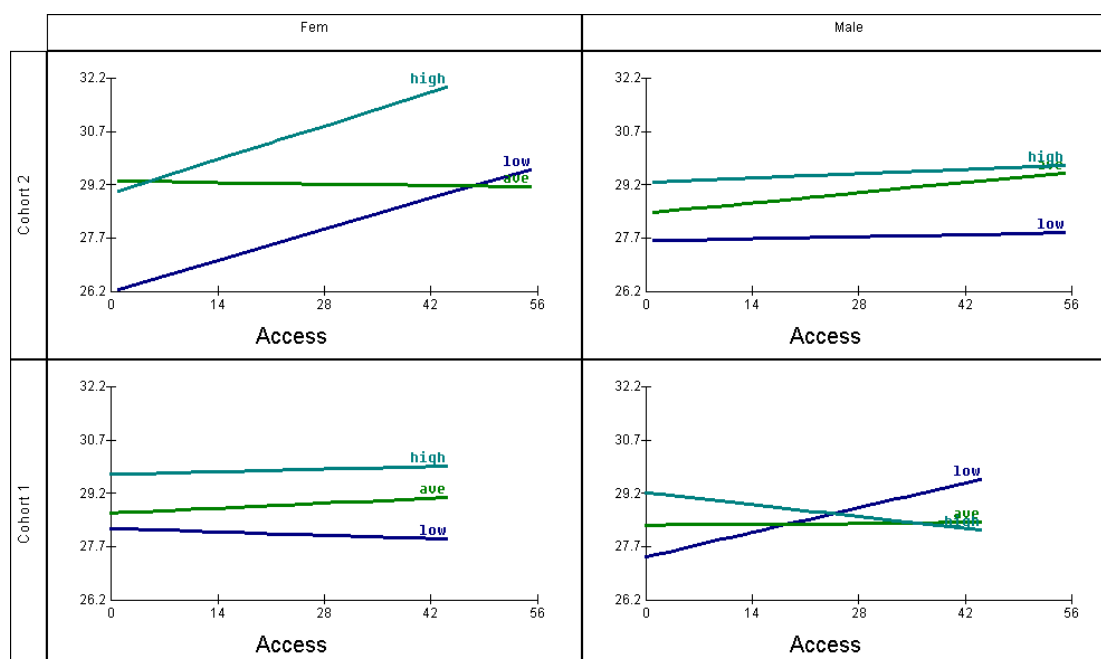 Fem
Male
Cohort 2
32.2
30.7
29.2
27.7
26.2
0 14 28 42 56
high
low
ave
Access
32.2
30.7
29.2
27.7
26.2
0 14 28 42 56
high
ave
low
Access
Cohort 1
32.2
30.7
29.2
27.7
26.2
0 14 28 42 56
high
ave
low
Access
32.2
30.7
29.2
27.7
26.2
0 14 28 42 56
low
ave
high
Access